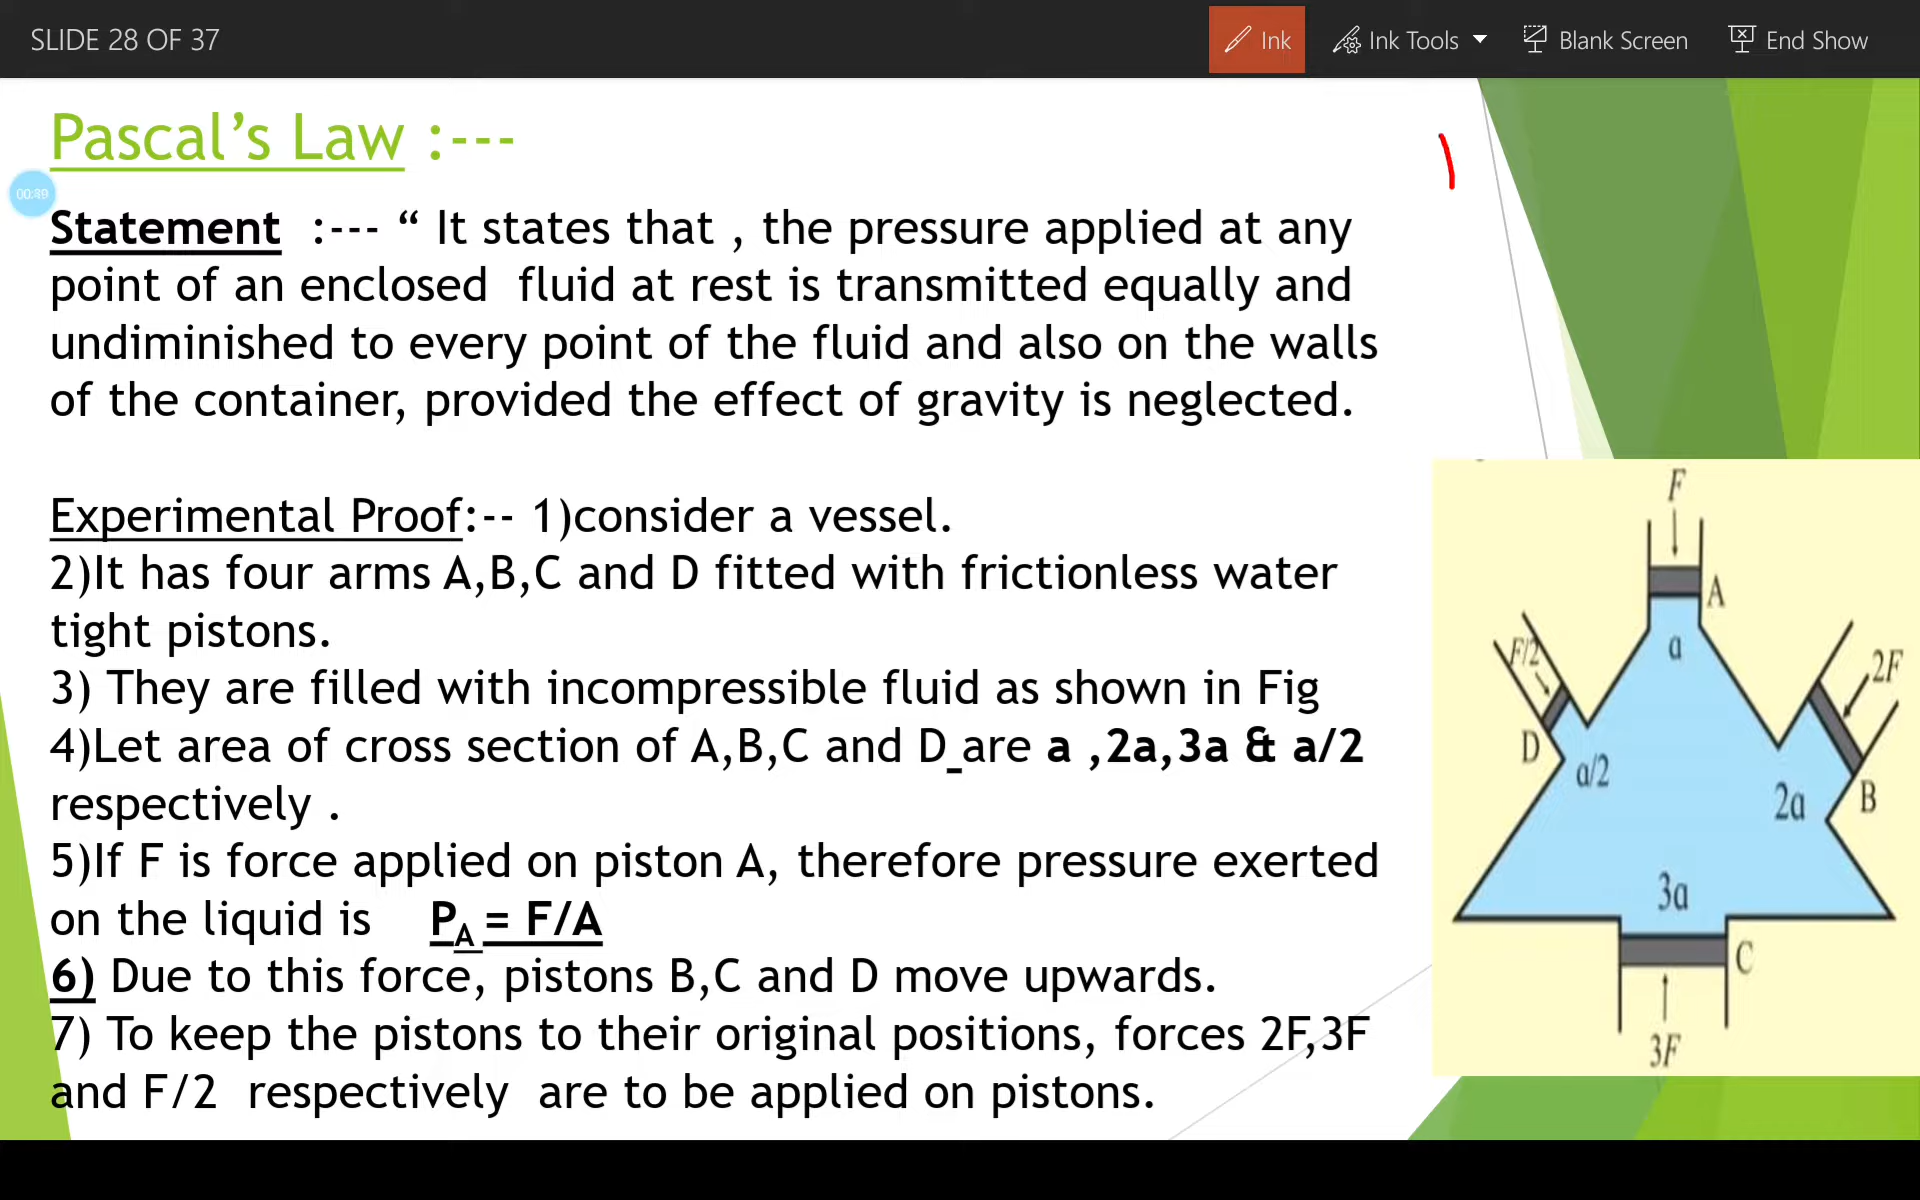 SLIDE 28 OF 37
Ink
Ink Tools
Blank Screen
End Show
Pascal’s Law :---
00:49
Statement :--- “ It states that , the pressure applied at any
point of an enclosed fluid at rest is transmitted equally and
undiminished to every point of the fluid and also on the walls
of the container, provided the effect of gravity is neglected.
Experimental Proof:-- 1)consider a vessel.
2)It has four arms A,B,C and D fitted with frictionless water
tight pistons.
3) They are filled with incompressible fluid as shown in Fig
4)Let area of cross section of A,B,C and D_are a ,2a,3a & a/2
respectively .
5)If F is force applied on piston A, therefore pressure exerted
on the liquid is PA = F/A
6) Due to this force, pistons B,C and D move upwards.
7) To keep the pistons to their original positions, forces 2F,3F
and F/2 respectively are to be applied on pistons.
F
A
a
F/2
2F
D
a/2
2a
B
3a
C
3F